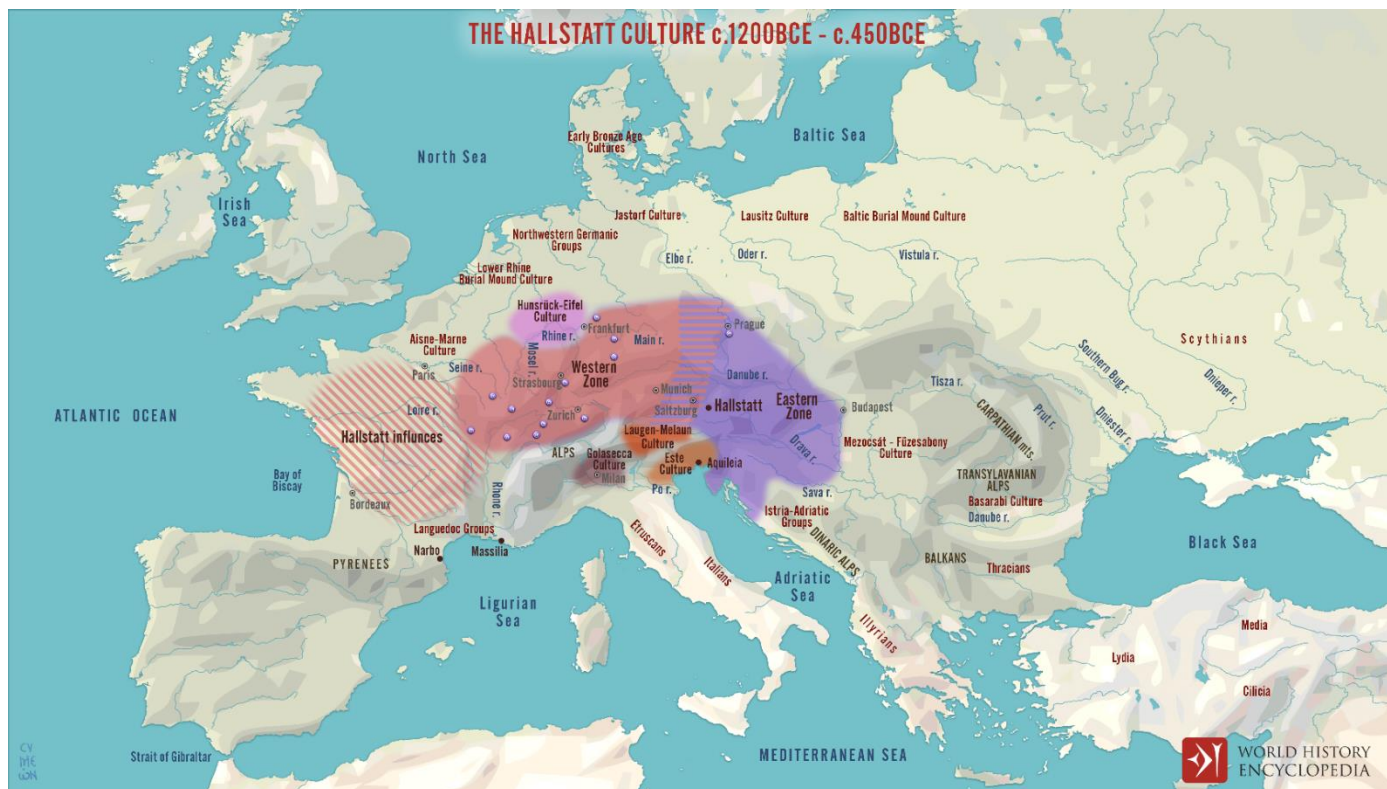 THE HALLSTATT CULTURE c.1200BCE - c.450BCE
Early Bronze Age
Cultures
Baltic Sea
North Sea
Irish
Sea
Jastorf Culture
Lausitz Culture
Baltic Burial Mound Culture
Northwestern Germanic
Groups
Elbe r.
Oder r.
Vistula r.
Lower Rhine
Burial Mound Culture
Hunsrück-Eifel
Culture
Rhine r.
Frankfurt
Main r.
Prague
Scythians
Aisne-Marne
Culture
Paris
Seine r.
Mosel r.
Strasbourg
Western
Zone
Munich
Danube r.
Saltzburg
Hallstatt
Eastern
Zone
Budapest
Tisza r.
Southern Bug r.
Dnieper r.
Prut r.
Dniester r.
CARPATHIAN mts.
ATLANTIC OCEAN
Loire r.
Zurich
Hallstatt influnces
Laugen-Melaun
Culture
Drava r.
Mezocsát - Füzesabony
Culture
ALPS
Golasecca
Culture
Milan
Este
Culture
Aquileia
Po r.
Sava r.
TRANSYLAVANIAN
ALPS
Basarabi Culture
Danube r.
Bay of
Biscay
Bordeaux
Rhone r.
Istria-Adriatic
Groups
Languedoc Groups
Narbo
Massilia
Etruscans
Italians
DINARIC ALPS
BALKANS
Thracians
Black Sea
PYRENEES
Adriatic
Sea
Ligurian
Sea
Illyrians
Media
Lydia
Cilicia
Strait of Gibraltar
MEDITERRANEAN SEA
WORLD HISTORY
ENCYCLOPEDIA